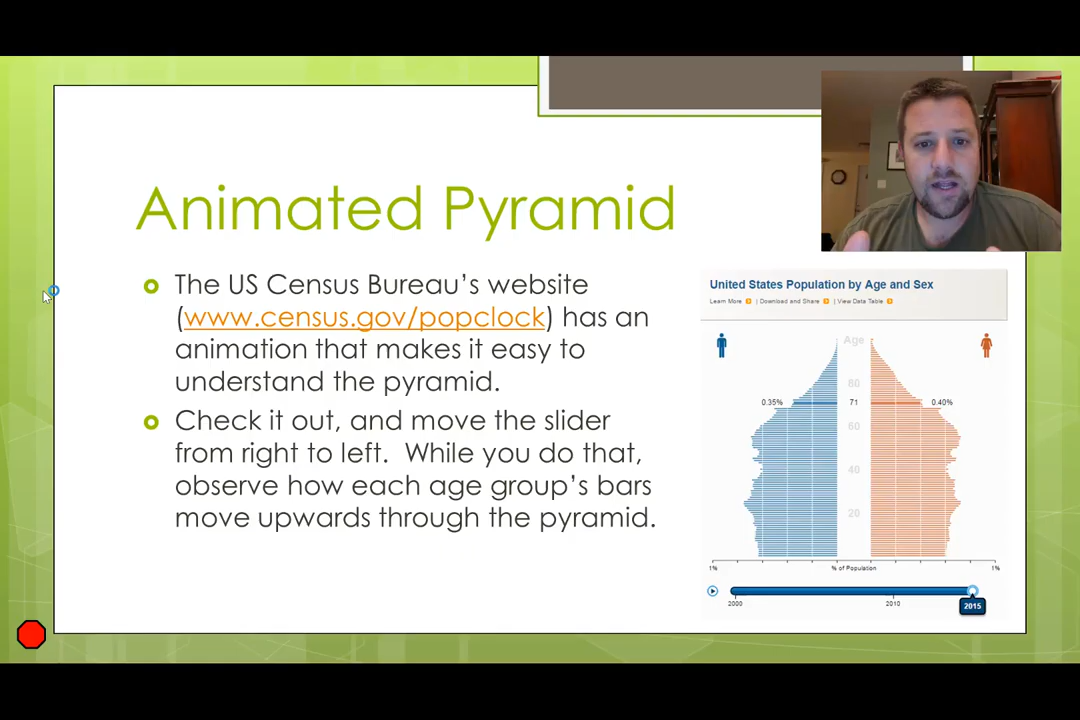 Animated Pyramid
The US Census Bureau's website
(www.census.gov/popclock) has an
animation that makes it easy to
understand the pyramid.
Check it out, and move the slider
from right to left. While you do that,
observe how each age group's bars
move upwards through the pyramid.
United States Population by Age and Sex
Learn More | Download and Share | View Data Table
Age
80
0.35% 71 0.40%
60
40
20
1% % of Population 1%
2000 2010
2015